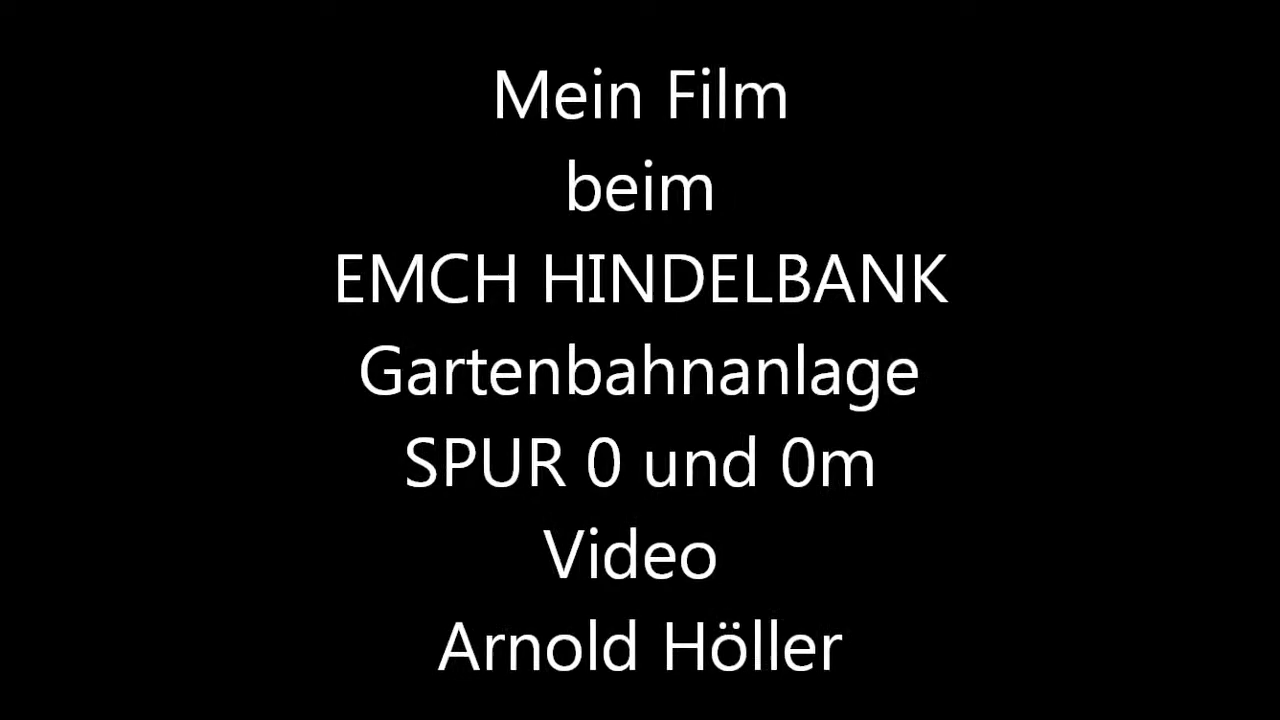 Mein Film
beim
EMCH HINDELBANK
Gartenbahnanlage
SPUR 0 und 0m
Video
Arnold Höller